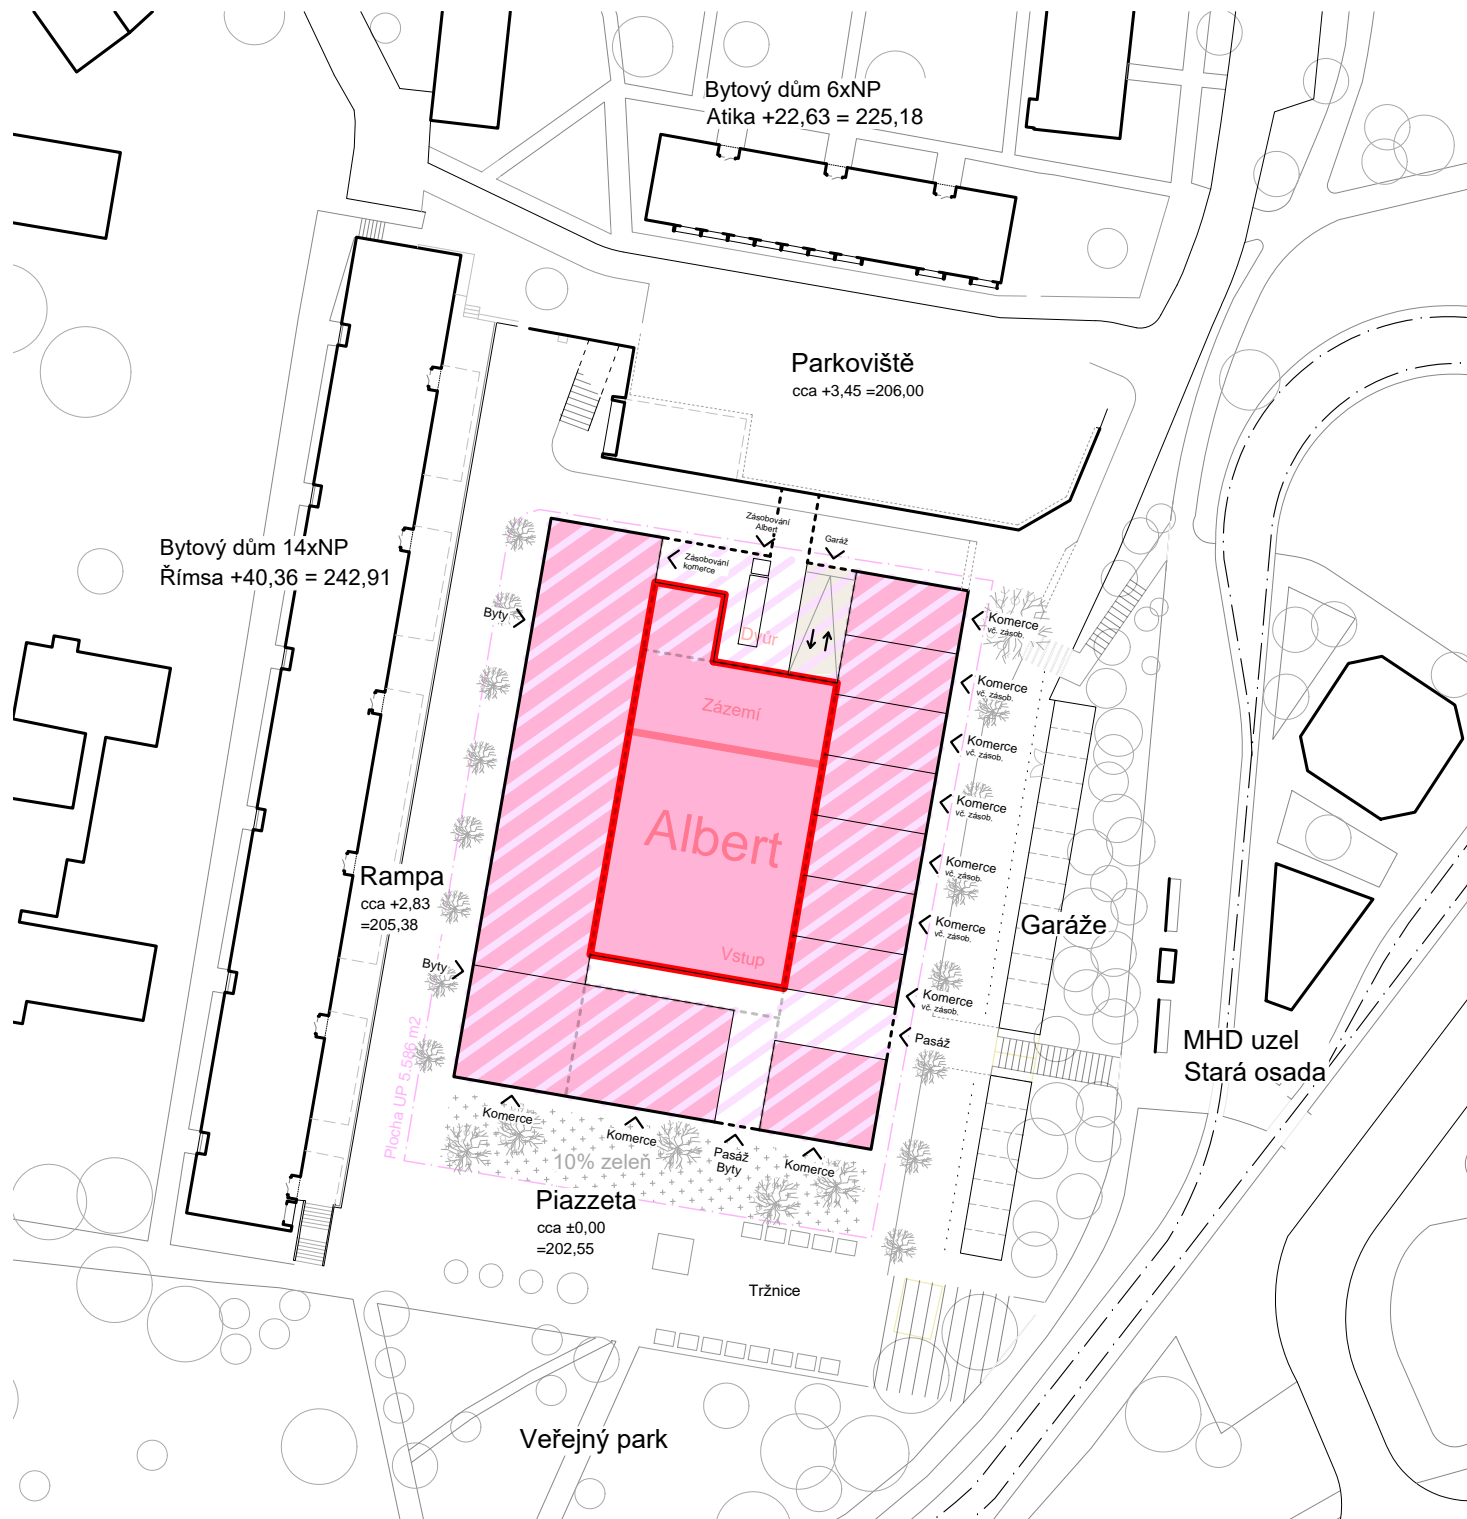 Bytový dům 6xNP
Atika +22,63 = 225,18
Parkoviště
cca +3,45 =206,00
Bytový dům 14xNP
Římsa +40,36 = 242,91
Zásobování
Albert
Garáž
Zásobování
komerce
Byty
Dvůr
Komerce
vč. zásob.
Komerce
vč. zásob.
Zázemí
Komerce
vč. zásob.
Komerce
vč. zásob.
Albert
Komerce
vč. zásob.
Rampa
cca +2,83
=205,38
Komerce
vč. zásob.
Garáže
Vstup
Byty
Komerce
vč. zásob.
Pasáž
MHD uzel
Stará osada
Plocha UP 5.586 m2
Komerce
Komerce
Pasáž
Byty
Komerce
10% zeleň
Piazzeta
cca ±0,00
=202,55
Tržnice
Veřejný park